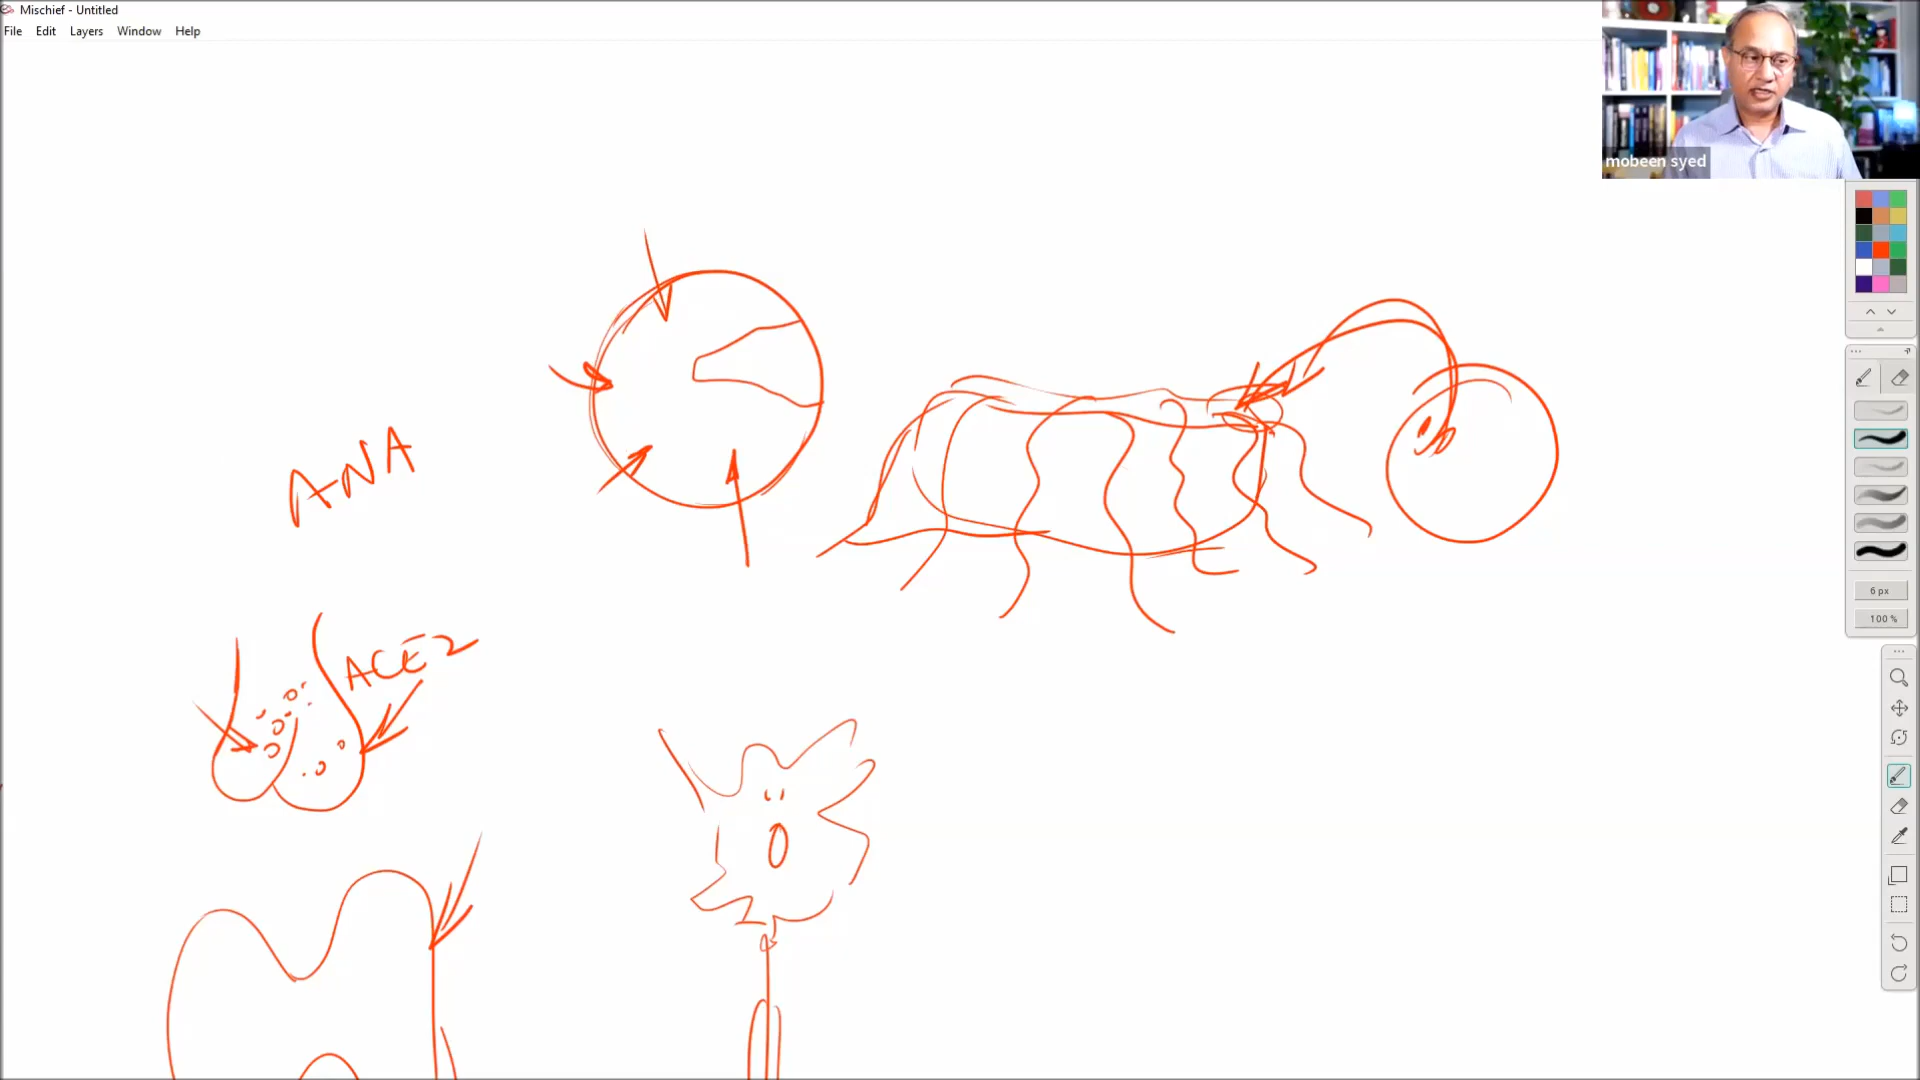 Mischief - Untitled
File Edit Layers Window Help
mobeen syed
ANA
ACE2
6 px
100 %